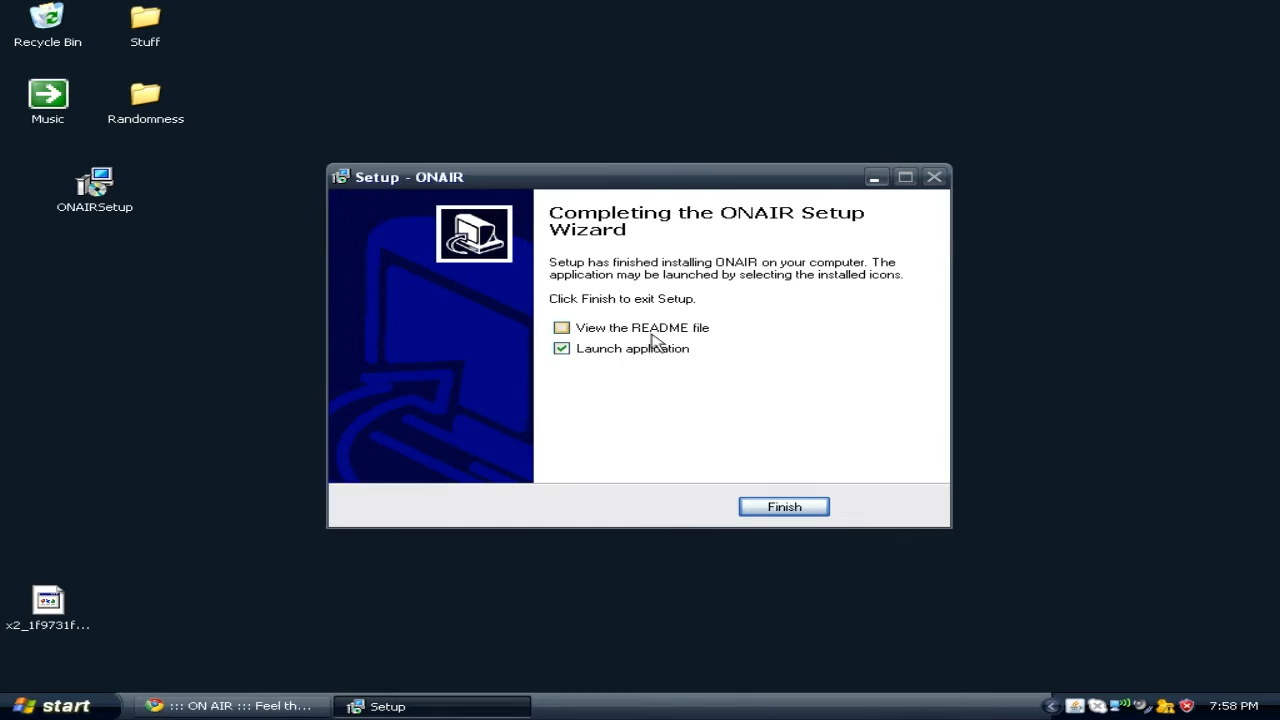 Recycle Bin
Stuff
Music
Randomness
ONAIRSetup
Setup - ONAIR
Completing the ONAIR Setup
Wizard
Setup has finished installing ONAIR on your computer. The
application may be launched by selecting the installed icons.
Click Finish to exit Setup.
View the README file
Launch application
Finish
x2_1f9731f...
start
::: ON AIR ::: Feel th...
Setup
7:58 PM